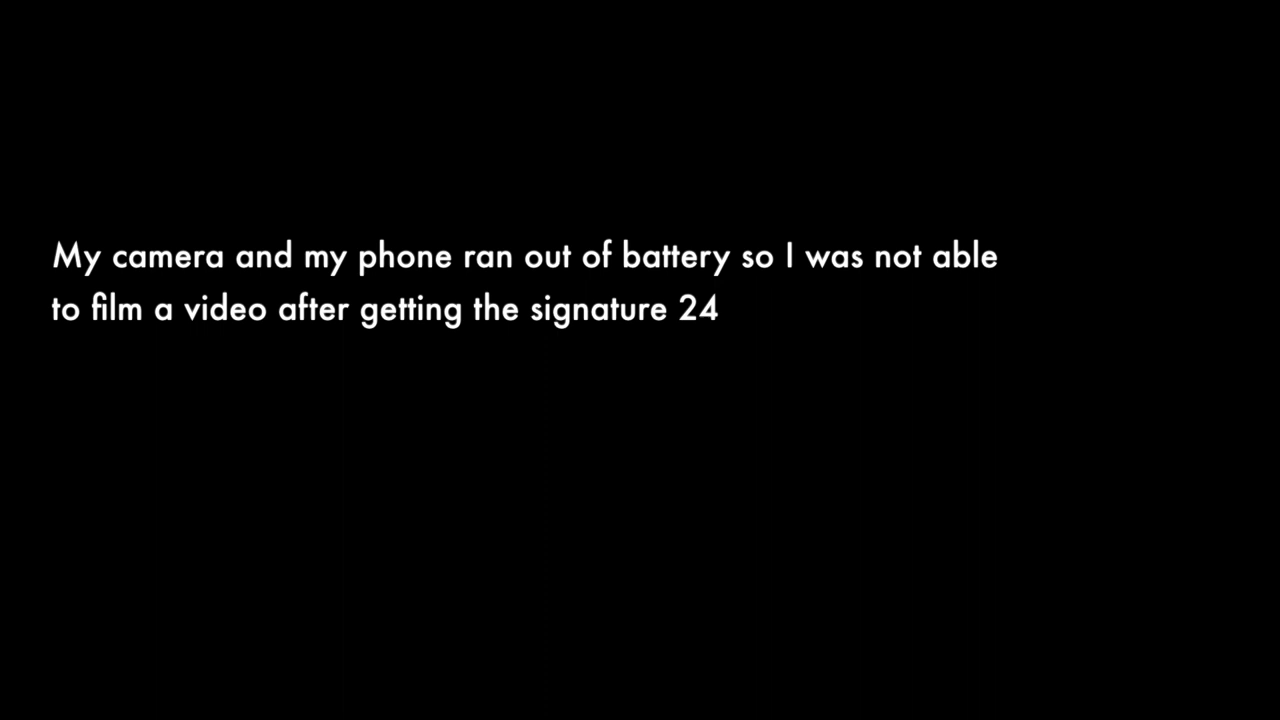 My camera and my phone ran out of battery so I was not able
to film a video after getting the signature 24